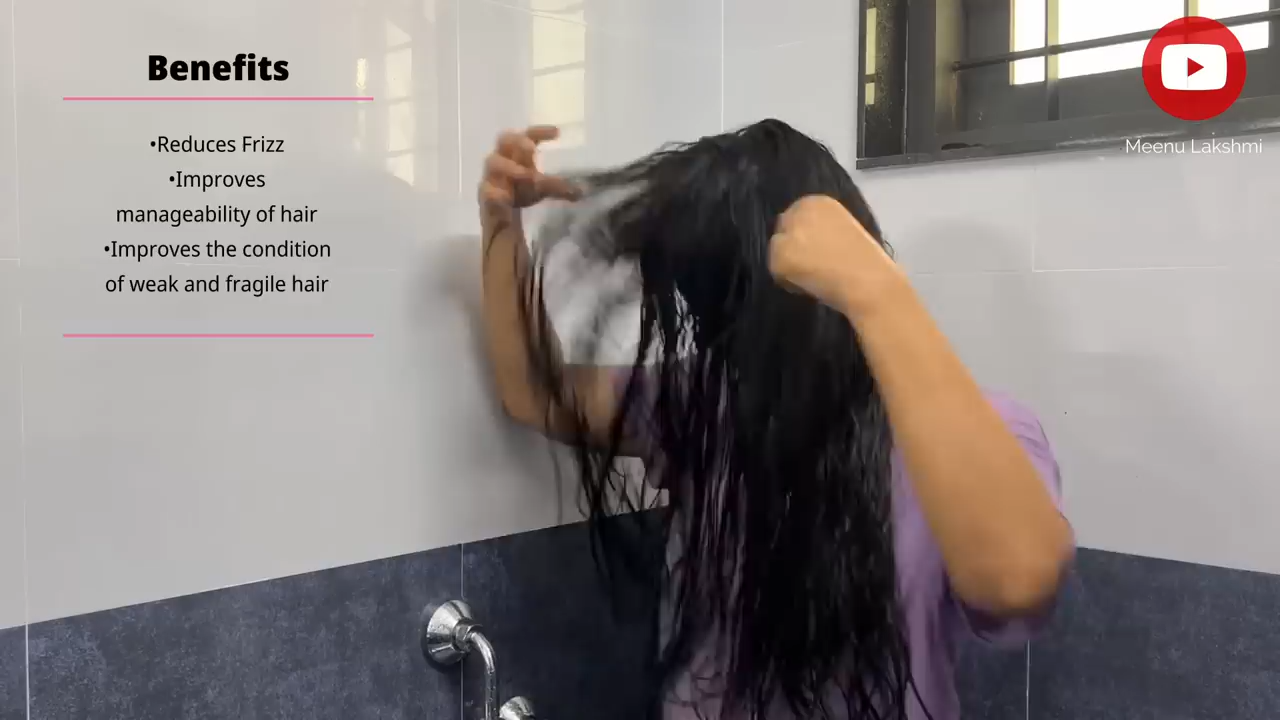 Benefits
•Reduces Frizz
•Improves
manageability of hair
•Improves the condition
of weak and fragile hair
Meenu Lakshmi